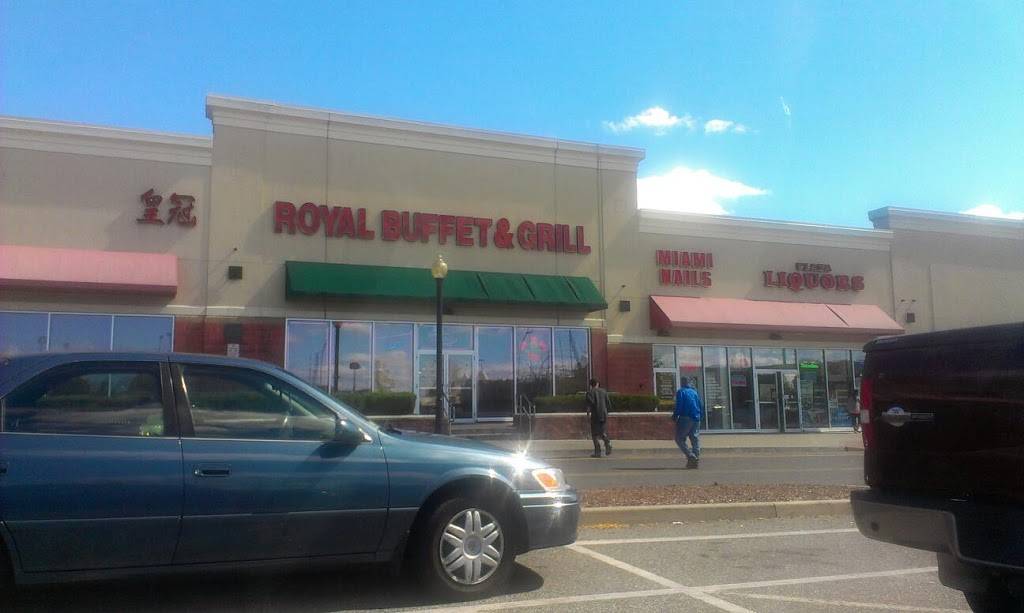 皇冠
ROYAL BUFFET & GRILL
MIAMI
NAILS
LIQUORS